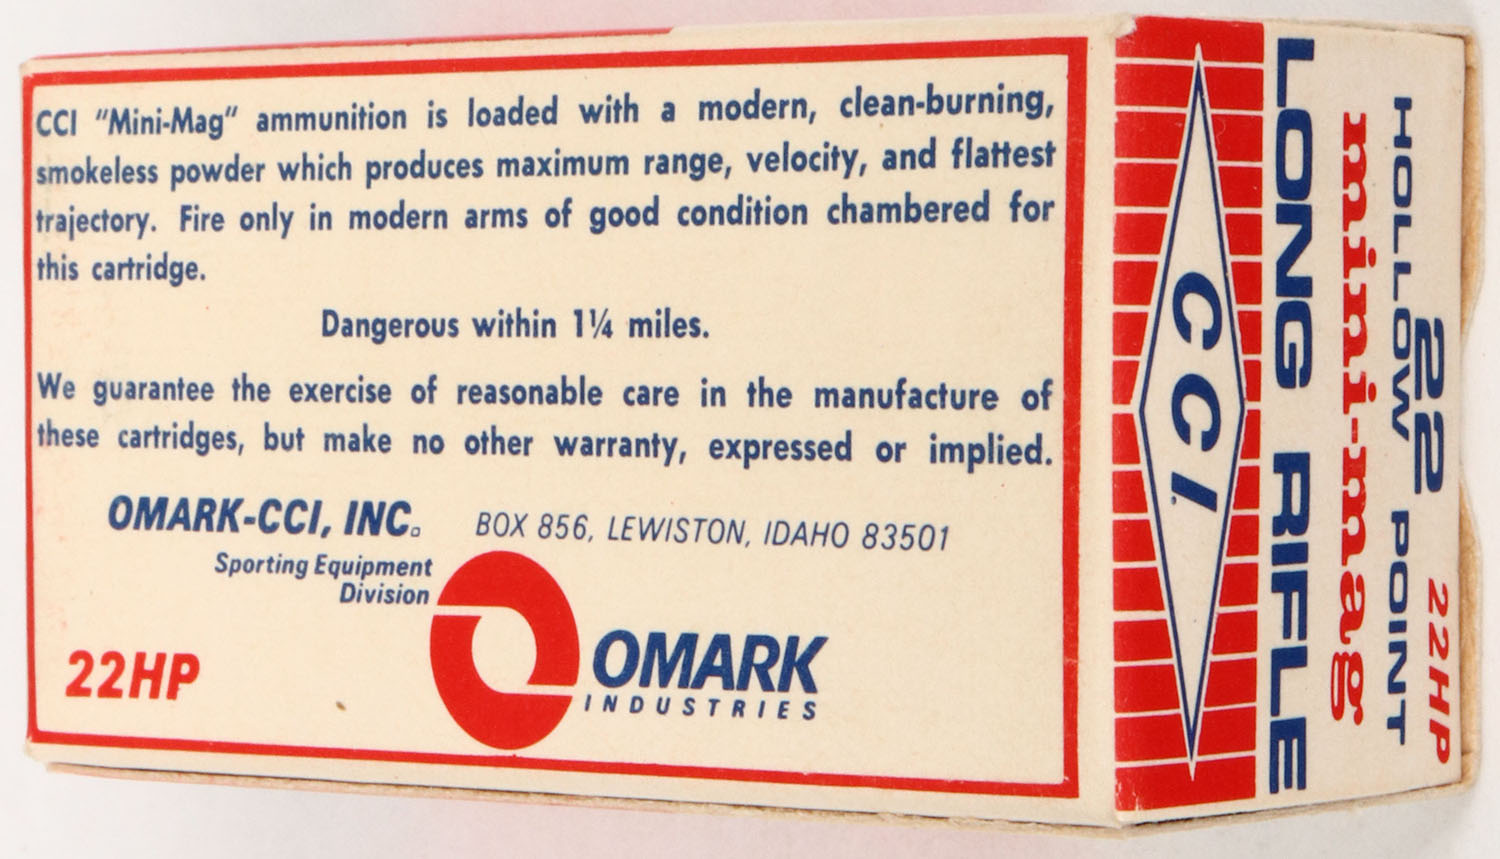 CCI "Mini-Mag" ammunition is loaded with a modern, clean-burning,
smokeless powder which produces maximum range, velocity, and flattest
trajectory. Fire only in modern arms of good condition chambered for
this cartridge.
Dangerous within 1¼ miles.
We guarantee the exercise of reasonable care in the manufacture of
these cartridges, but make no other warranty, expressed or implied.
OMARK-CCI, INC. BOX 856, LEWISTON, IDAHO 83501
Sporting Equipment
Division
22HP
OMARK
INDUSTRIES
22
22HP
HOLLOW POINT
mini-mag
LONG RIFLE
CCI